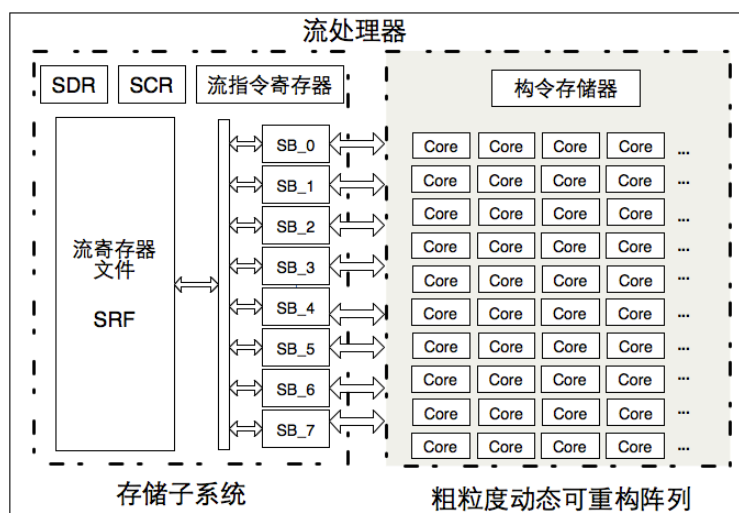 流处理器
SDR SCR 流指令寄存器
构令存储器
流寄存器
文件
SRF
SB_0
SB_1
SB_2
SB_3
SB_4
SB_5
SB_6
SB_7
Core Core Core Core ...
Core Core Core Core ...
Core Core Core Core ...
Core Core Core Core ...
Core Core Core Core ...
Core Core Core Core ...
Core Core Core Core ...
Core Core Core Core ...
Core Core Core Core ...
Core Core Core Core ...
存储子系统
粗粒度动态可重构阵列